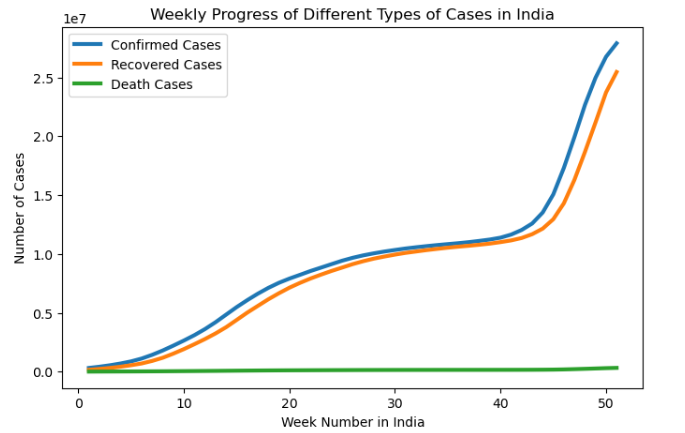 Weekly Progress of Different Types of Cases in India
1e7
Confirmed Cases
Recovered Cases
Death Cases
2.5
2.0
1.5
1.0
0.5
0.0
Number of Cases
0 10 20 30 40 50
Week Number in India